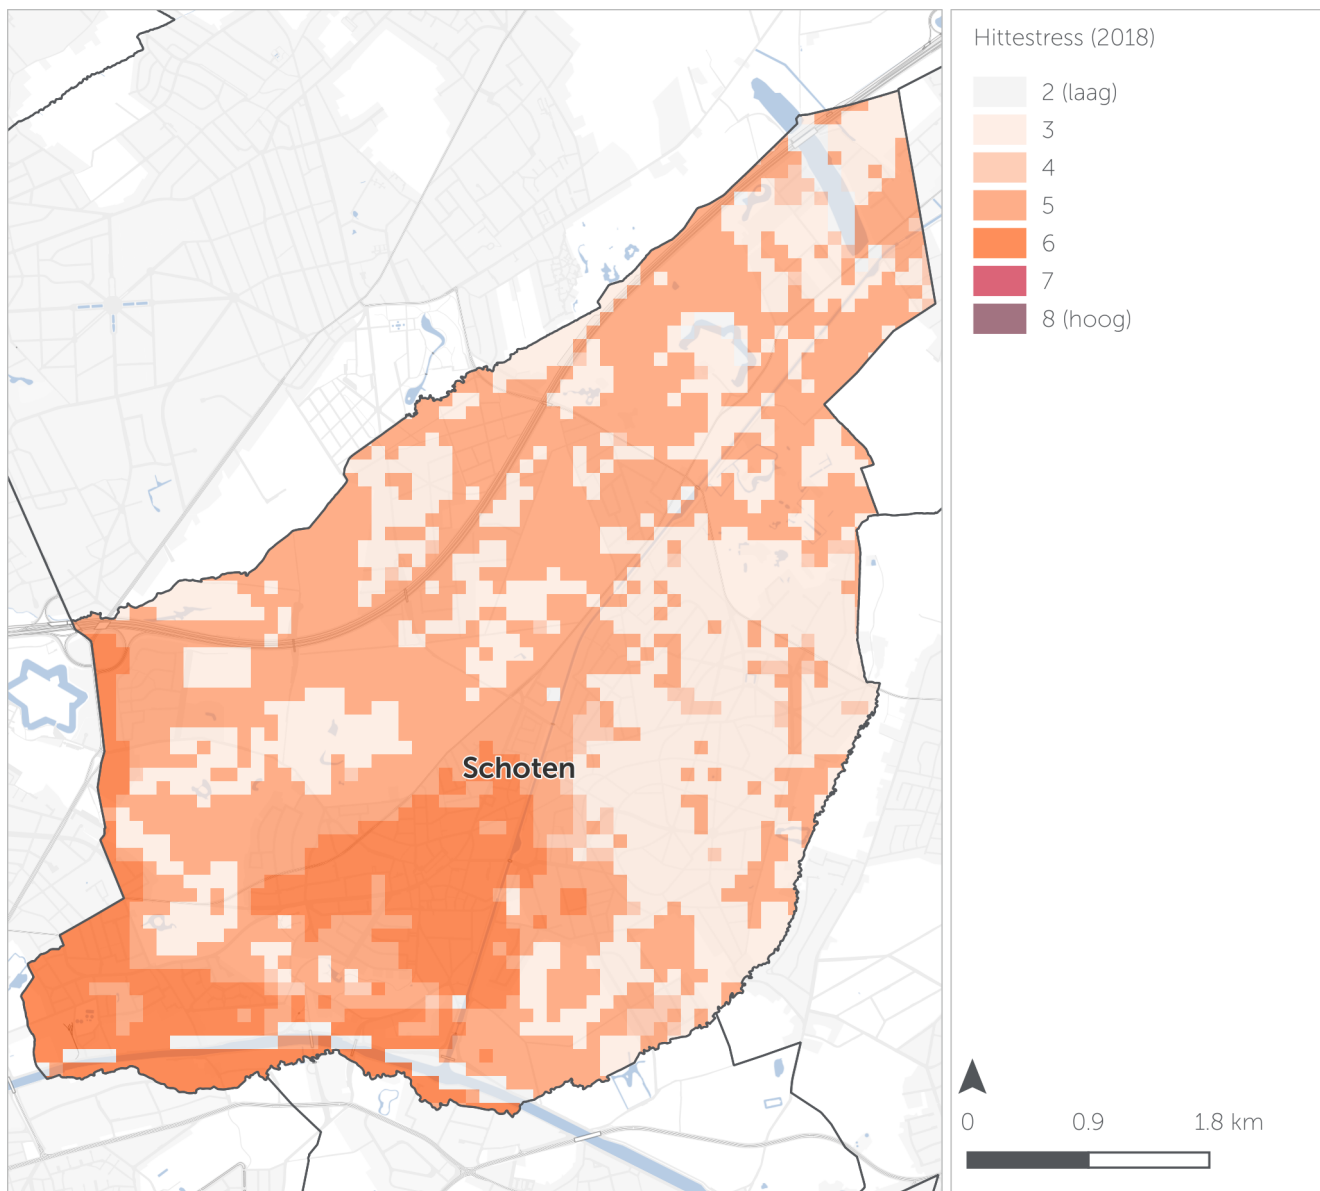 Hittestress (2018)
2 (laag)
3
4
5
6
7
8 (hoog)
Schoten
0 0.9 1.8 km